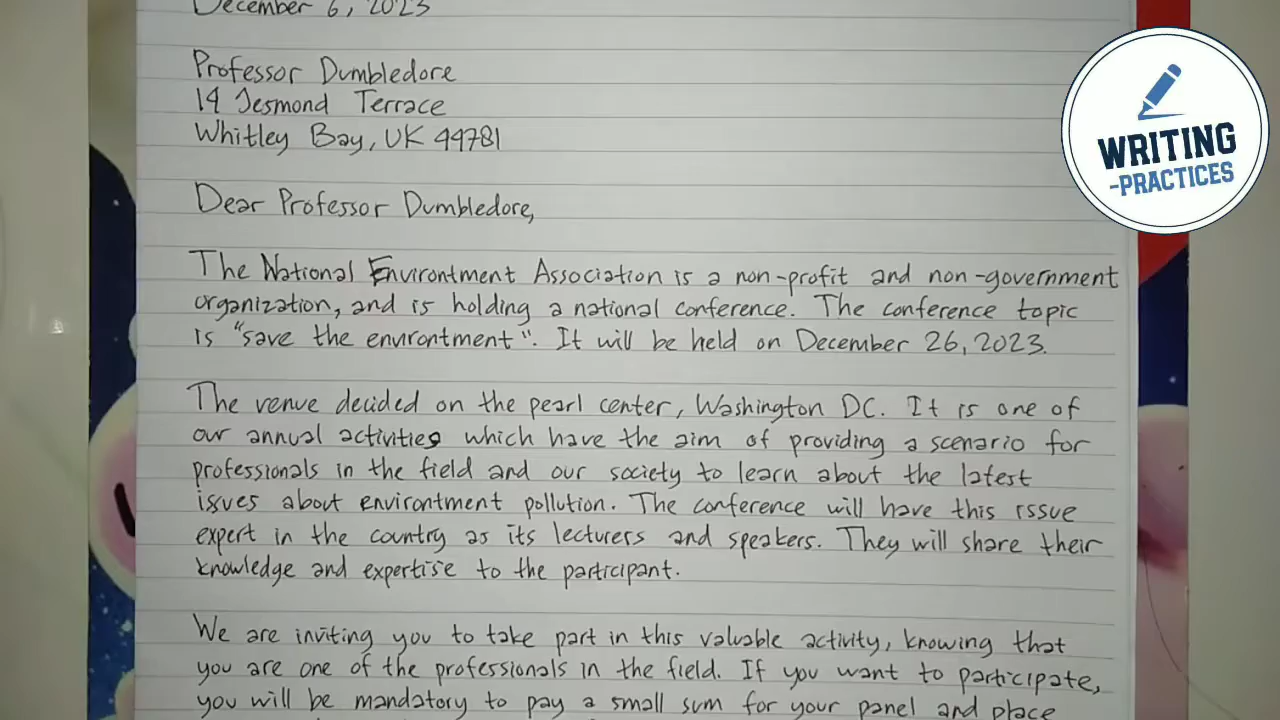 December 6, 2023
Professor Dumbledore
14 Jesmond Terrace
Whitley Bay, UK 44781
Dear Professor Dumbledore,
The National Environtment Association is a non-profit and non-government
organization, and is holding a national conference. The conference topic
is "save the environtment". It will be held on December 26, 2023.
The venue decided on the pearl center, Washington DC. It is one of
our annual activities which have the aim of providing a scenario for
professionals in the field and our society to learn about the latest
issues about environtment pollution. The conference will have this issue
expert in the country as its lecturers and speakers. They will share their
knowledge and expertise to the participant.
We are inviting you to take part in this valuable activity, knowing that
you are one of the professionals in the field. If you want to participate,
you will be mandatory to pay a small sum for your panel and place
WRITING
-PRACTICES